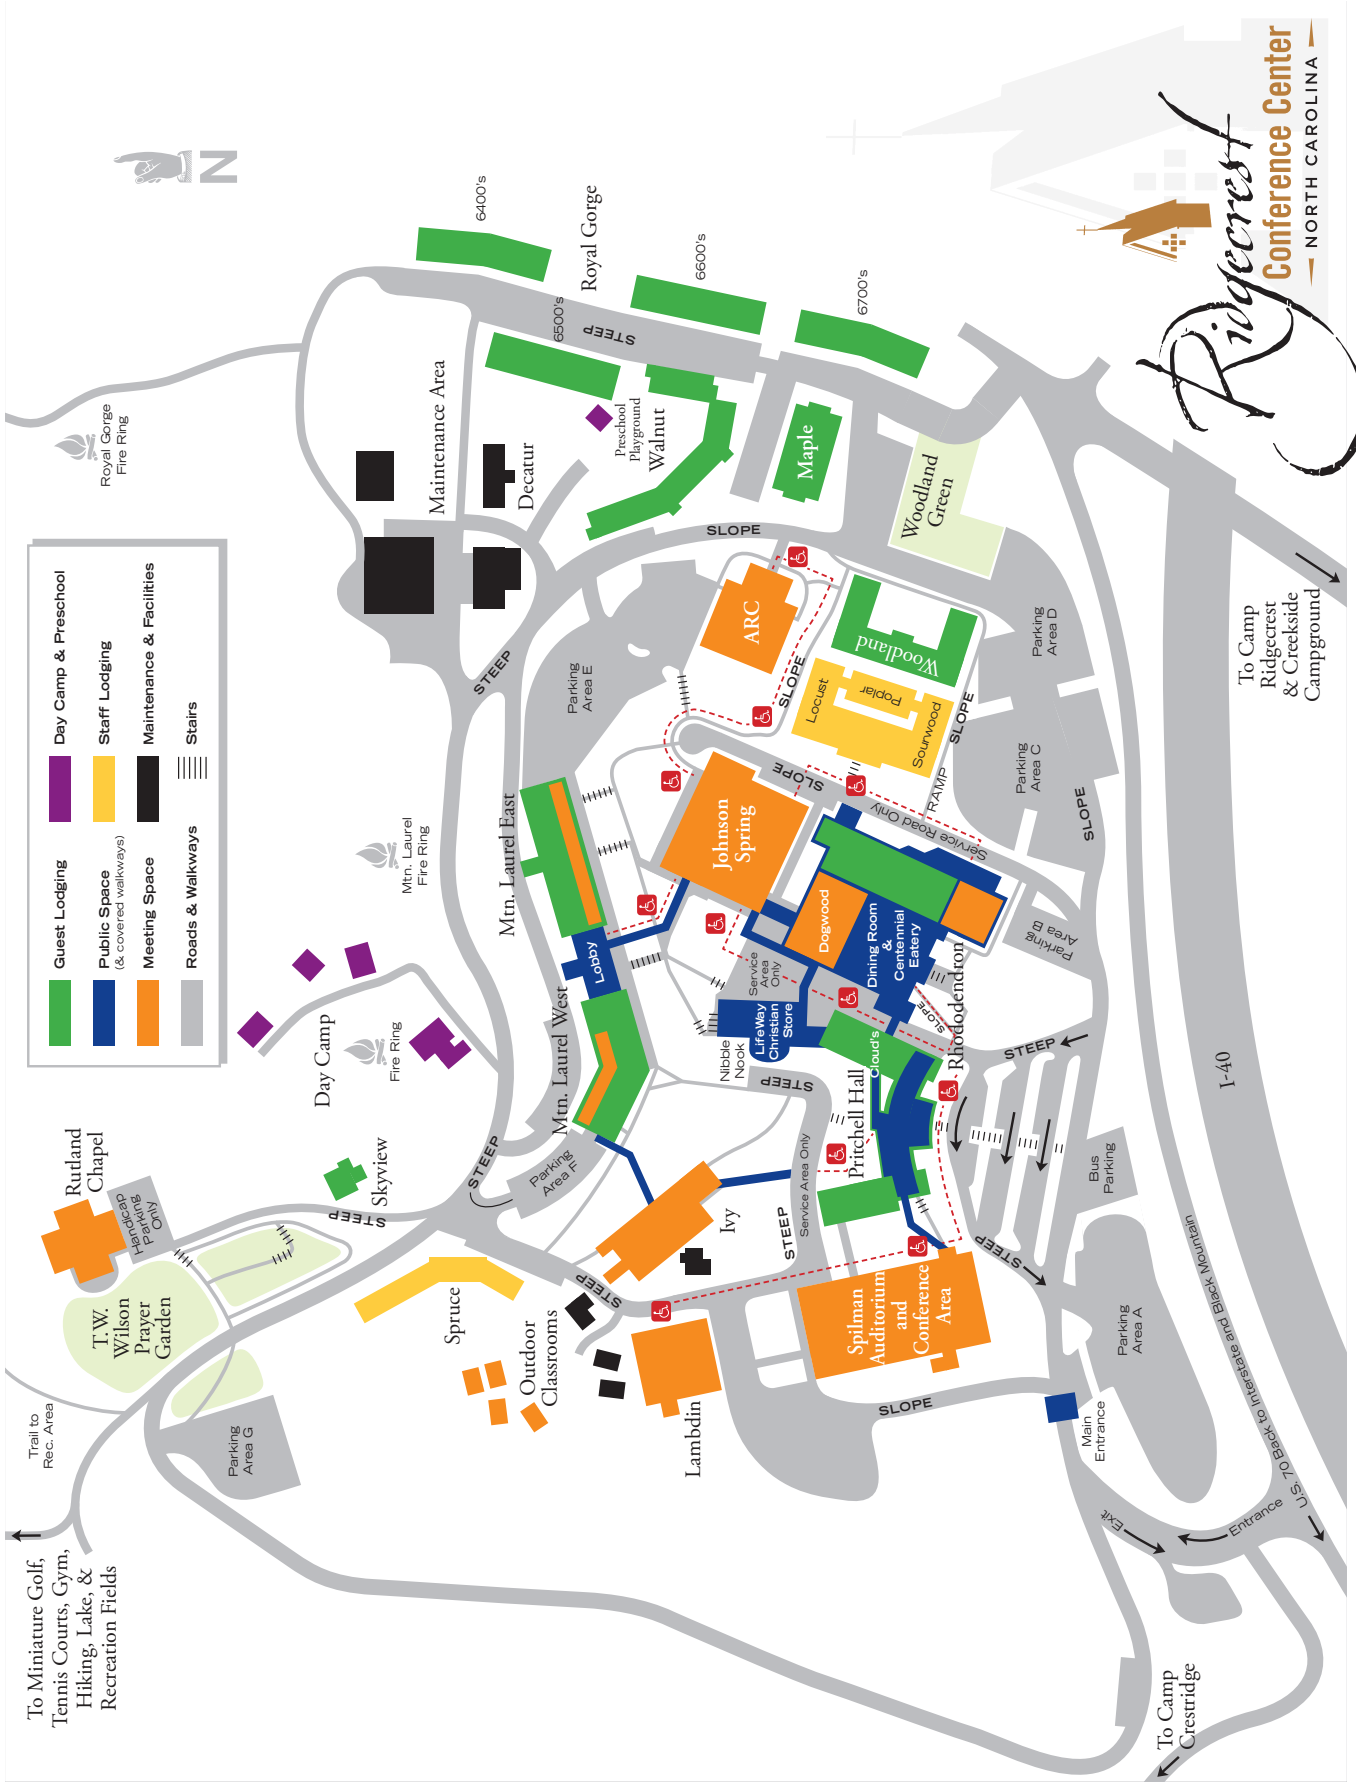 Ridgecrest
Conference Center
NORTH CAROLINA
N
Guest Lodging
Public Space
(& covered walkways)
Meeting Space
Roads & Walkways
Day Camp & Preschool
Staff Lodging
Maintenance & Facilities
Stairs
To Miniature Golf,
Tennis Courts, Gym,
Hiking, Lake, &
Recreation Fields
Trail to
Rec. Area
T.W.
Wilson
Prayer
Garden
Rutland
Chapel
Handicap
Parking
Only
Parking
Area G
Skyview
STEEP
Day Camp
Fire Ring
Mtn. Laurel
Fire Ring
Royal Gorge
Fire Ring
Maintenance Area
Decatur
6400's
6500's
Royal Gorge
STEEP
6600's
6700's
Preschool
Playground
Walnut
Maple
SLOPE
Woodland
Green
STEEP
Parking
Area E
Mtn. Laurel East
Lobby
Mtn. Laurel West
STEEP
Parking
Area F
Spruce
Outdoor
Classrooms
STEEP
Ivy
Lambdin
STEEP
Service Area Only
STEEP
Nibble
Nook
LifeWay
Christian
Store
Service
Area
Only
Johnson
Spring
ARC
SLOPE
Locust
Poplar
Sourwood
Woodland
SLOPE
SLOPE
RAMP
Service Road Only
Dogwood
Dining Room
&
Centennial
Eatery
Rhododendron
SLOPE
Cloud's
Pritchell Hall
Spilman
Auditorium
and
Conference
Area
STEEP
STEEP
SLOPE
Parking
Area B
Parking
Area C
Parking
Area D
SLOPE
Bus
Parking
Parking
Area A
Main
Entrance
Exit
Entrance
U.S. 70 Back to Interstate and Black Mountain
I-40
To Camp
Ridgecrest
& Creekside
Campground
To Camp
Crestridge